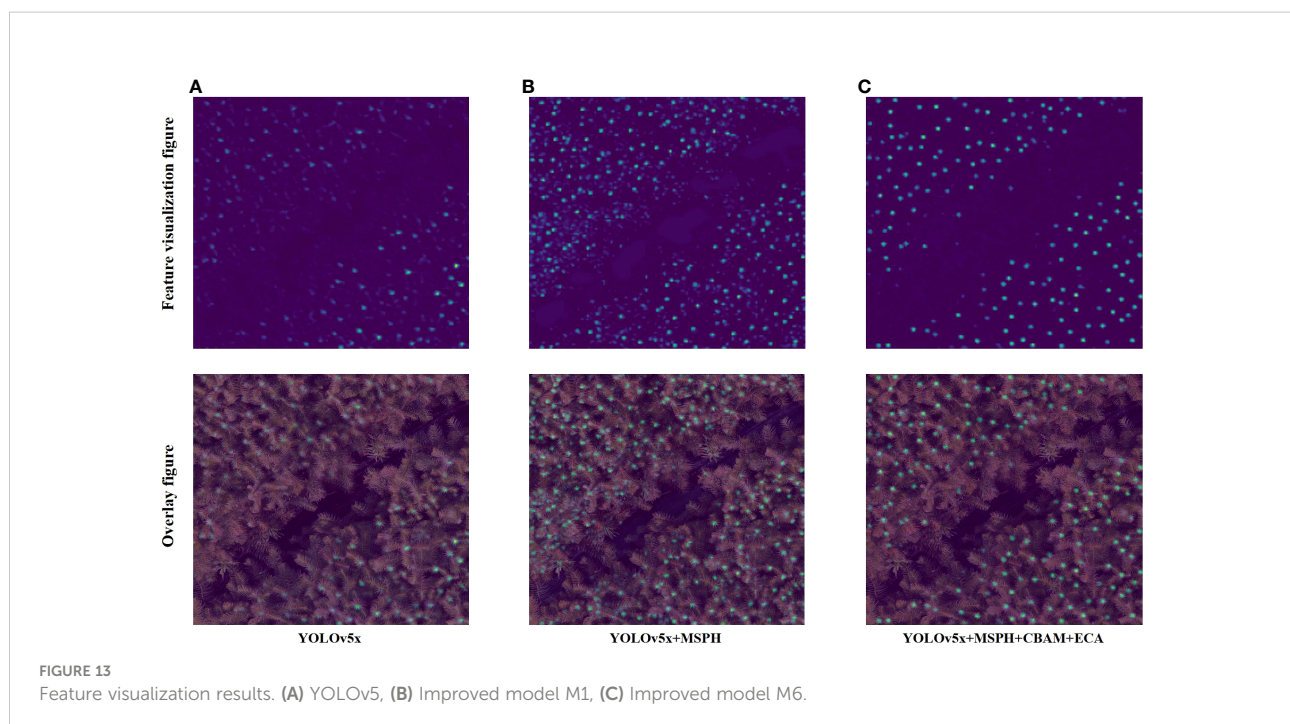 A
B
C
Feature visualization figure
Overlay figure
YOLOv5x
YOLOv5x+MSPH
YOLOv5x+MSPH+CBAM+ECA
FIGURE 13
Feature visualization results. (A) YOLOv5, (B) Improved model M1, (C) Improved model M6.